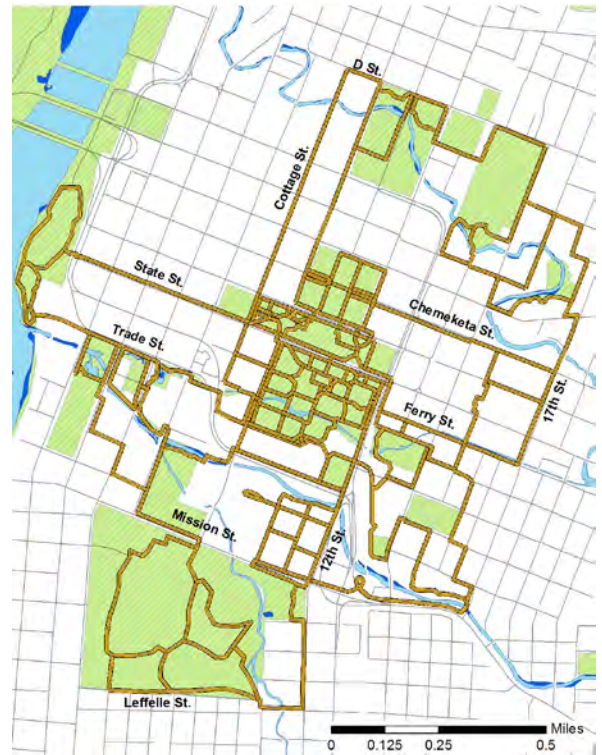 D St.
Cottage St.
State St.
Chemeketa St.
Trade St.
Ferry St.
17th St.
Mission St.
12th St.
Leffelle St.
Miles
0 0.125 0.25 0.5